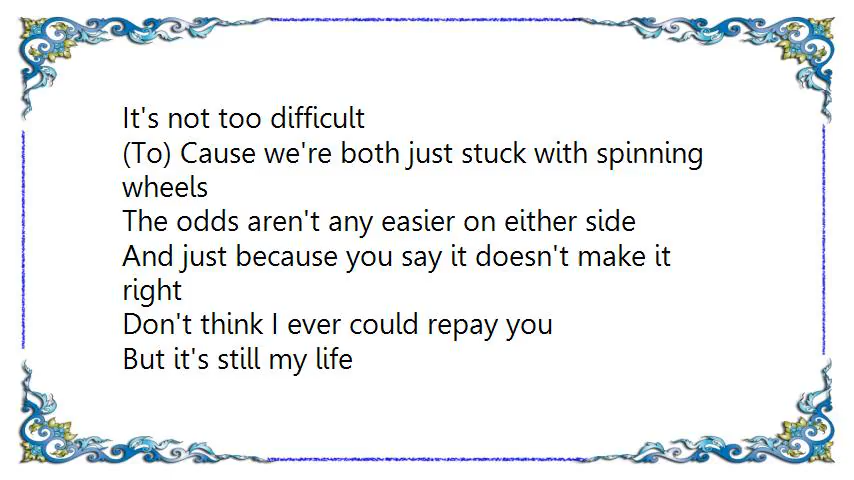 It's not too difficult
(To) Cause we're both just stuck with spinning
wheels
The odds aren't any easier on either side
And just because you say it doesn't make it
right
Don't think I ever could repay you
But it's still my life